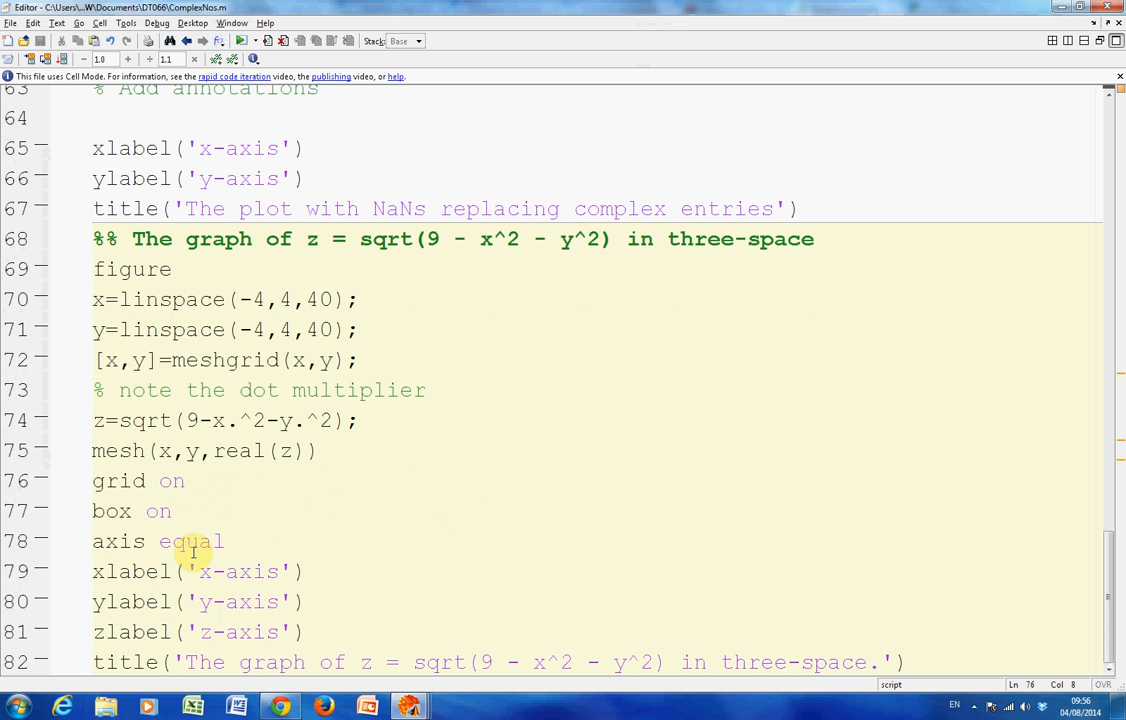 Editor - C:\Users\...W\Documents\DT066\ComplexNos.m
File Edit Text Go Cell Tools Debug Desktop Window Help
Stack: Base
1.0 1.1
This file uses Cell Mode. For information, see the rapid code iteration video, the publishing video, or help.
63 % Add annotations
64
65 xlabel('x-axis')
66 ylabel('y-axis')
67 title('The plot with NaNs replacing complex entries')
68 %% The graph of z = sqrt(9 - x^2 - y^2) in three-space
69 figure
70 x=linspace(-4,4,40);
71 y=linspace(-4,4,40);
72 [x,y]=meshgrid(x,y);
73 % note the dot multiplier
74 z=sqrt(9-x.^2-y.^2);
75 mesh(x,y,real(z))
76 grid on
77 box on
78 axis equal
79 xlabel('x-axis')
80 ylabel('y-axis')
81 zlabel('z-axis')
82 title('The graph of z = sqrt(9 - x^2 - y^2) in three-space.')
script Ln 76 Col 8 OVR
EN 09:56
04/08/2014